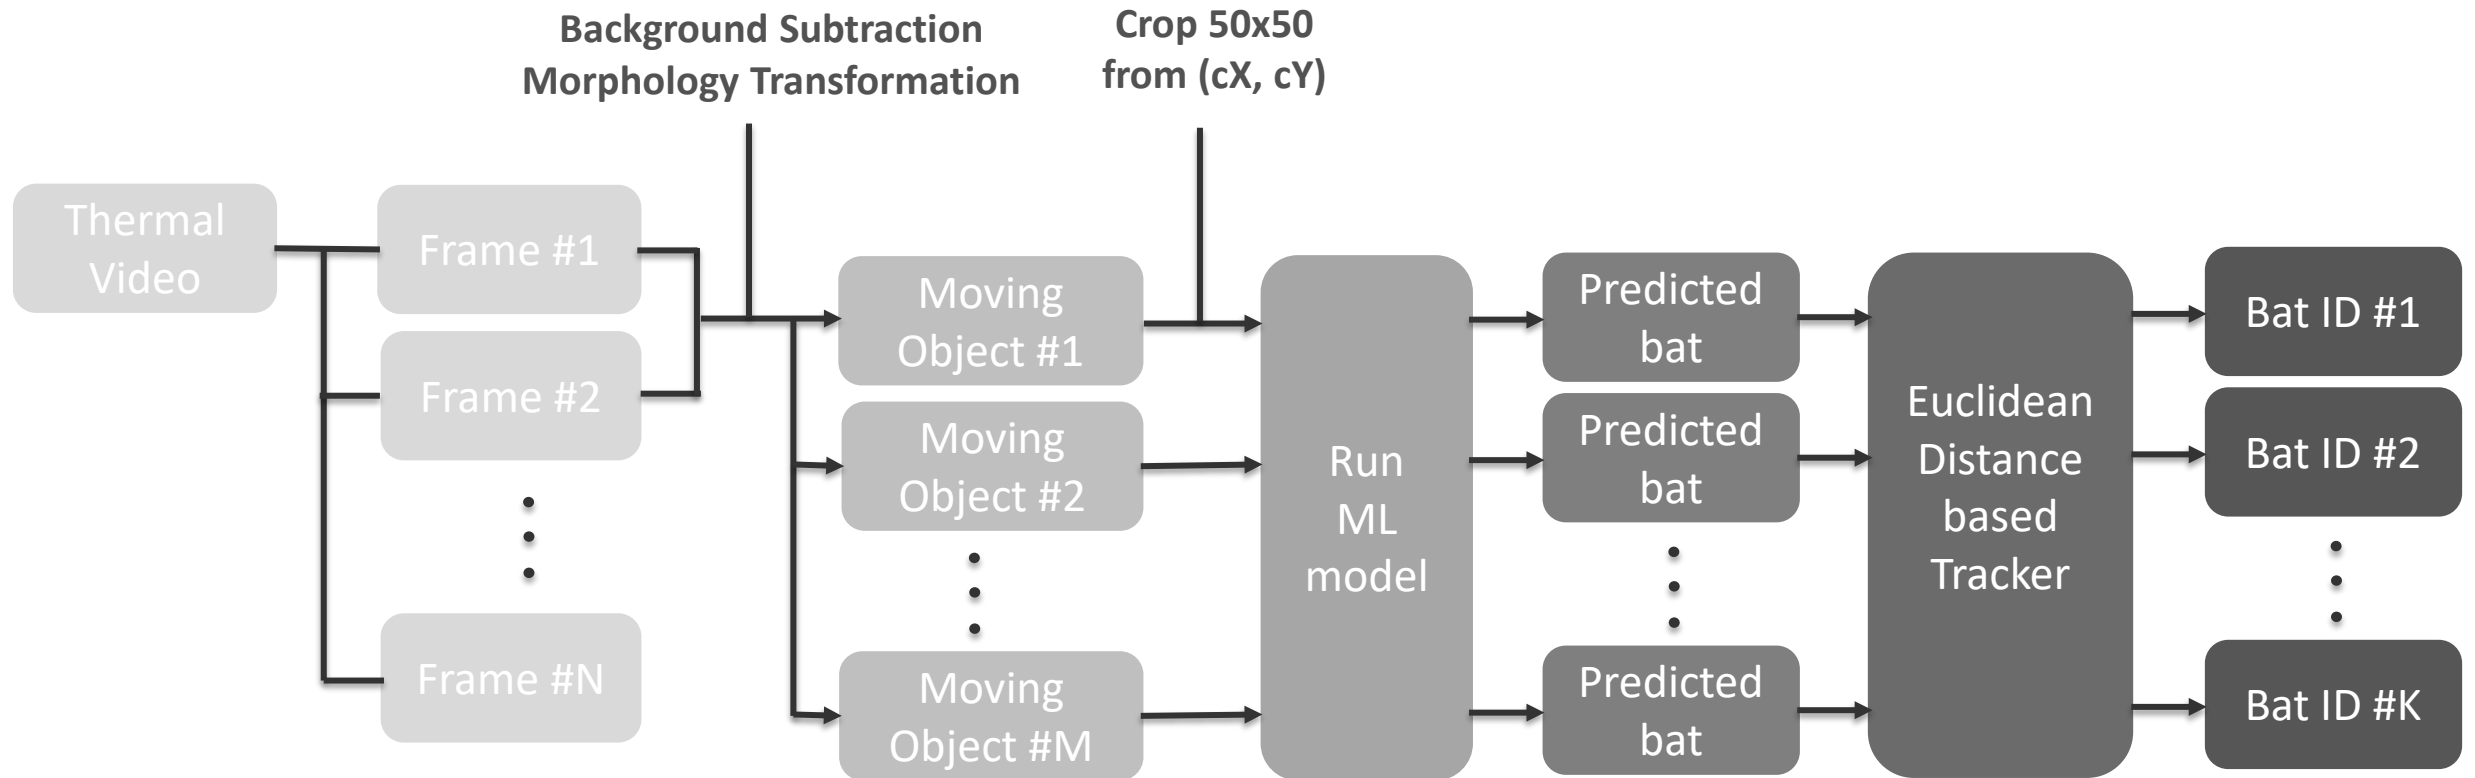 Background Subtraction
Morphology Transformation
Crop 50x50
from (cX, cY)
Thermal
Video
Frame #1
Frame #2
Frame #N
Moving
Object #1
Moving
Object #2
Moving
Object #M
Run
ML
model
Predicted
bat
Predicted
bat
Predicted
bat
Euclidean
Distance
based
Tracker
Bat ID #1
Bat ID #2
Bat ID #K